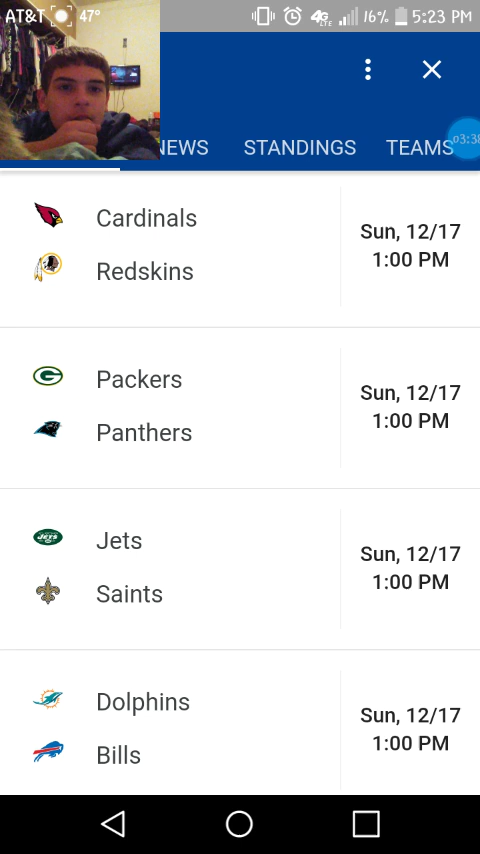 AT&T 47° 4G LTE 16% 5:23 PM
NEWS STANDINGS TEAMS
03:38
Cardinals
Redskins
Sun, 12/17
1:00 PM
Packers
Panthers
Sun, 12/17
1:00 PM
JETS
Jets
Saints
Sun, 12/17
1:00 PM
Dolphins
Bills
Sun, 12/17
1:00 PM